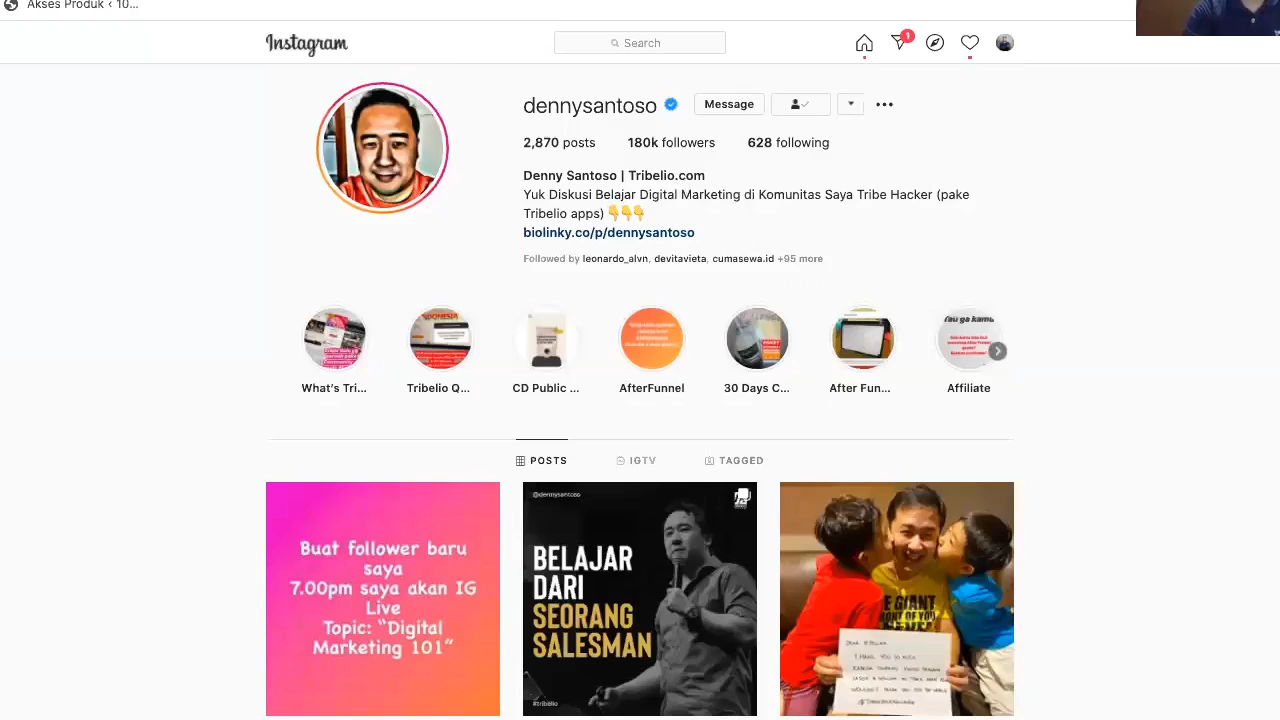 Akses Produk ‹ 10...
Instagram
Search
1
dennysantoso
Message
2,870 posts 180k followers 628 following
Denny Santoso | Tribelio.com
Yuk Diskusi Belajar Digital Marketing di Komunitas Saya Tribe Hacker (pake
Tribelio apps) 👇👇👇
biolinky.co/p/dennysantoso
Followed by leonardo_alvn, devitavieta, cumasewa.id +95 more
What's Tri...
Tribelio Q...
CD Public ...
AfterFunnel
30 Days C...
After Fun...
Affiliate
POSTS
IGTV
TAGGED
Buat follower baru
saya
7.00pm saya akan IG
Live
Topic: “Digital
Marketing 101”
@dennysantoso
BELAJAR
DARI
SEORANG
SALESMAN
#tribelio